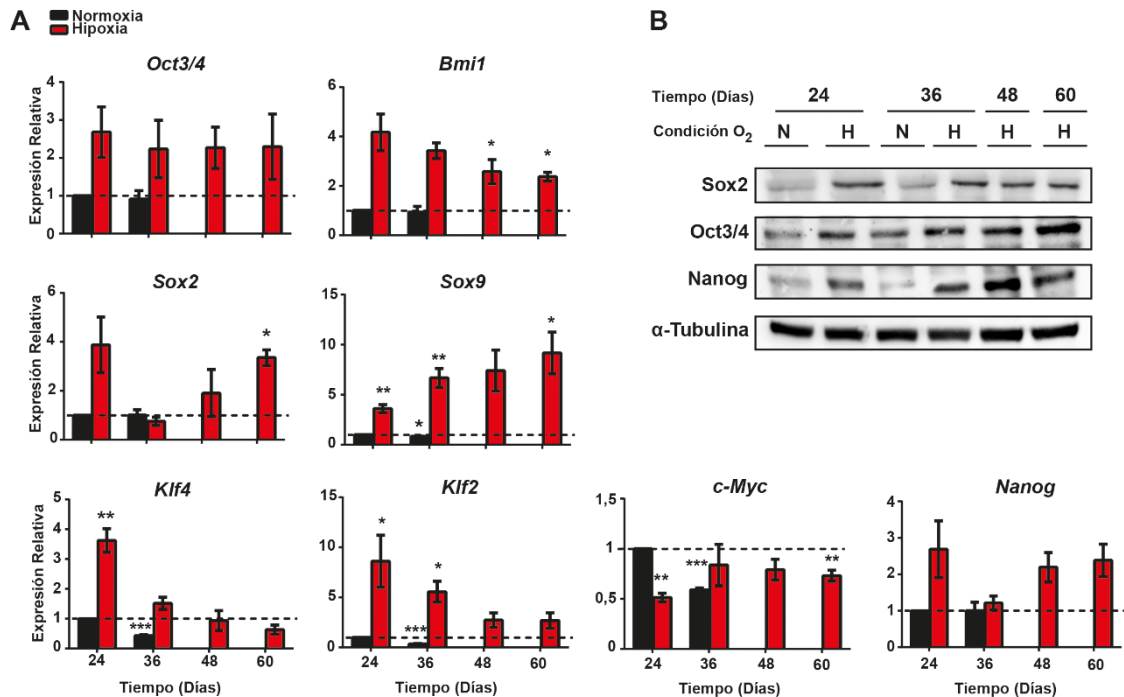 A
Normoxia
Hipoxia
Oct3/4
Bmi1
Expresión Relativa
4
3
2
1
0
6
4
2
0
* *
Sox2
Sox9
Expresión Relativa
6
4
2
0
*
15
10
5
0
** * ** *
Klf4
Klf2
c-Myc
Nanog
Expresión Relativa
5
4
3
2
1
0
** ***
15
10
5
0
* *** *
1,5
1
0,5
0
** *** **
4
3
2
1
0
24 36 48 60
24 36 48 60
24 36 48 60
24 36 48 60
Tiempo (Días)
Tiempo (Días)
Tiempo (Días)
Tiempo (Días)
B
Tiempo (Días) 24 36 48 60
Condición O₂ N H N H H H
Sox2
Oct3/4
Nanog
α-Tubulina